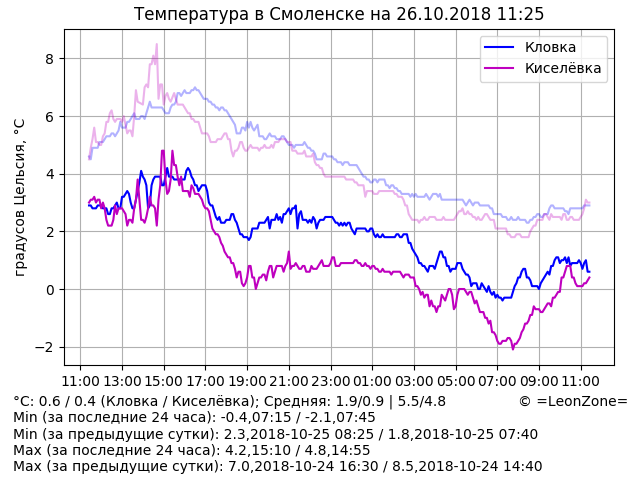 Температура в Смоленске на 26.10.2018 11:25
градусов Цельсия, °C
8
6
4
2
0
−2
Кловка
Киселёвка
11:00 13:00 15:00 17:00 19:00 21:00 23:00 01:00 03:00 05:00 07:00 09:00 11:00
°C: 0.6 / 0.4 (Кловка / Киселёвка); Средняя: 1.9/0.9 | 5.5/4.8 © =LeonZone=
Min (за последние 24 часа): -0.4,07:15 / -2.1,07:45
Min (за предыдущие сутки): 2.3,2018-10-25 08:25 / 1.8,2018-10-25 07:40
Max (за последние 24 часа): 4.2,15:10 / 4.8,14:55
Max (за предыдущие сутки): 7.0,2018-10-24 16:30 / 8.5,2018-10-24 14:40